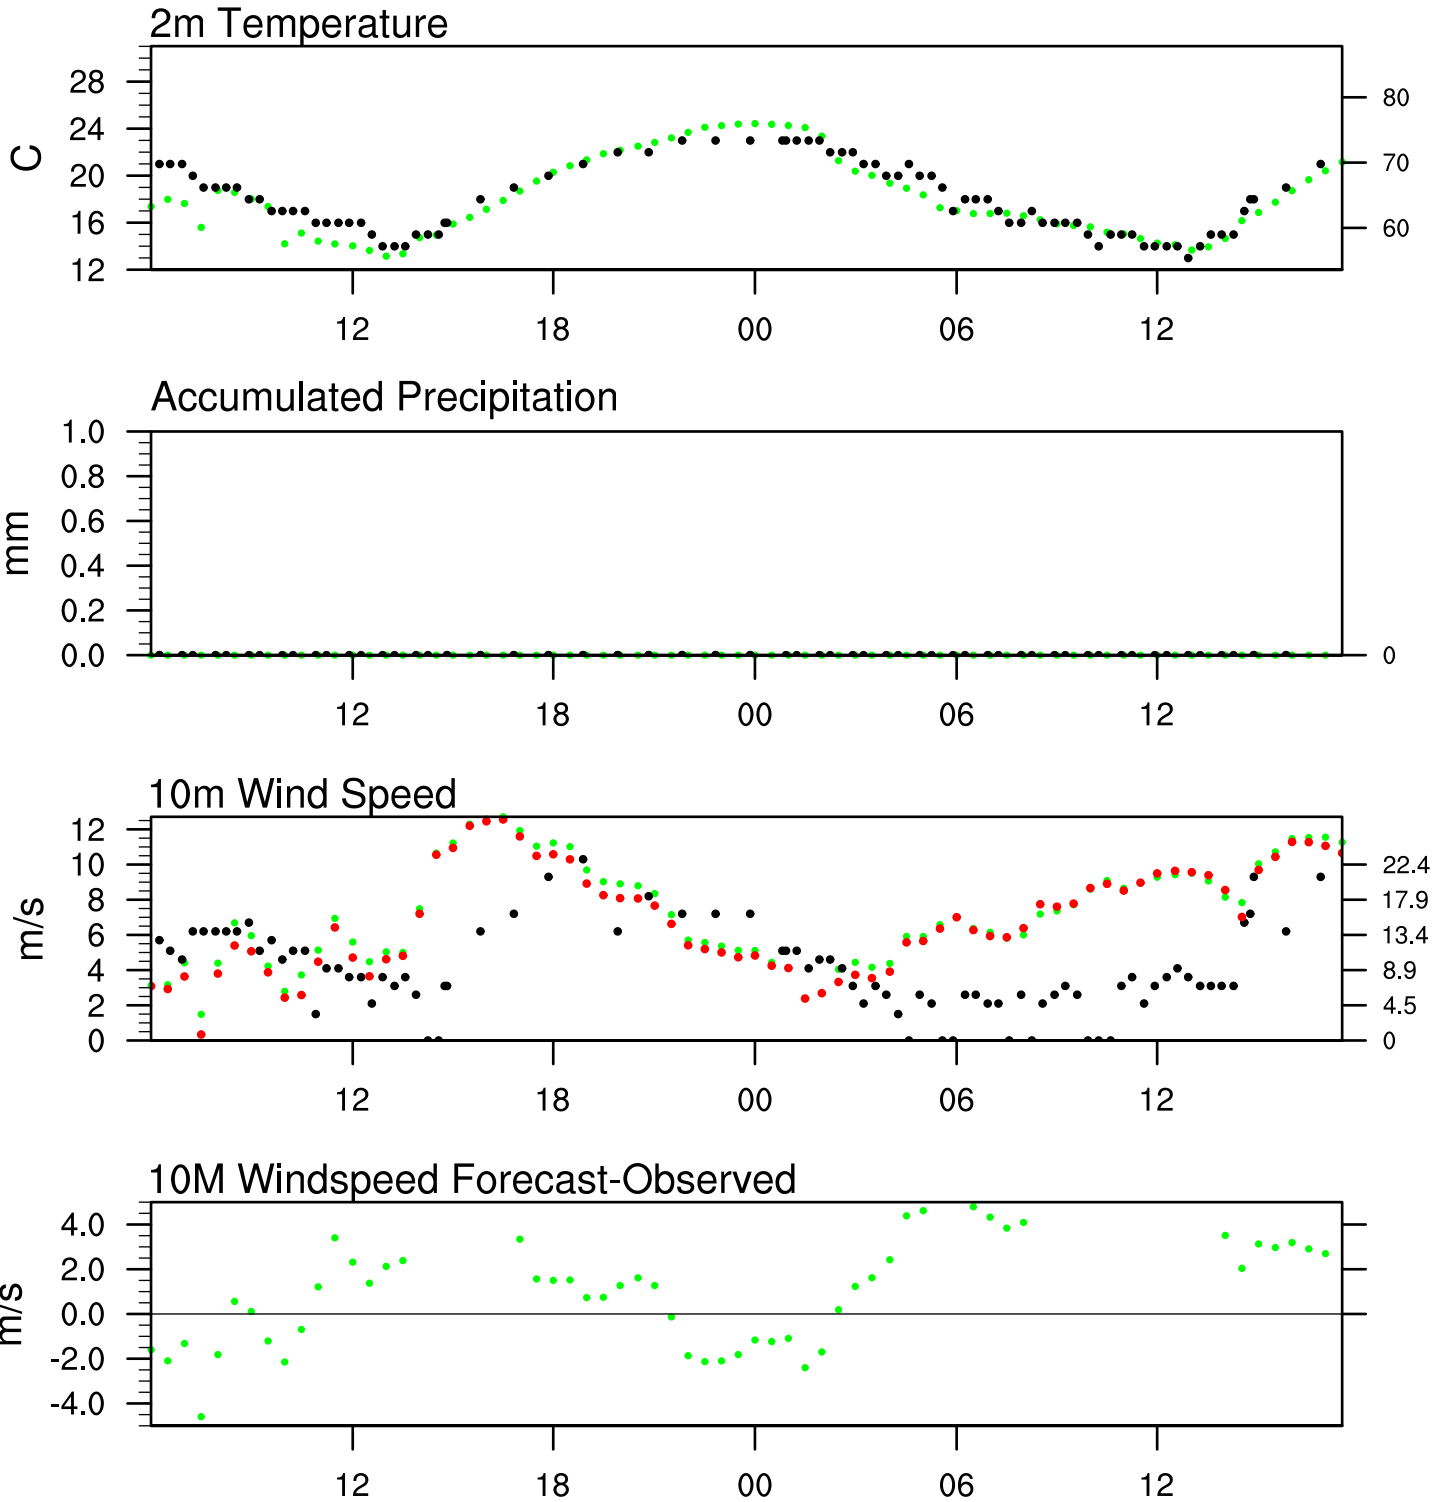 2m Temperature
C
28
24
20
16
12
80
70
60
12 18 00 06 12
Accumulated Precipitation
mm
1.0
0.8
0.6
0.4
0.2
0.0
0
12 18 00 06 12
10m Wind Speed
m/s
12
10
8
6
4
2
0
22.4
17.9
13.4
8.9
4.5
0
12 18 00 06 12
10M Windspeed Forecast-Observed
m/s
4.0
2.0
0.0
-2.0
-4.0
12 18 00 06 12